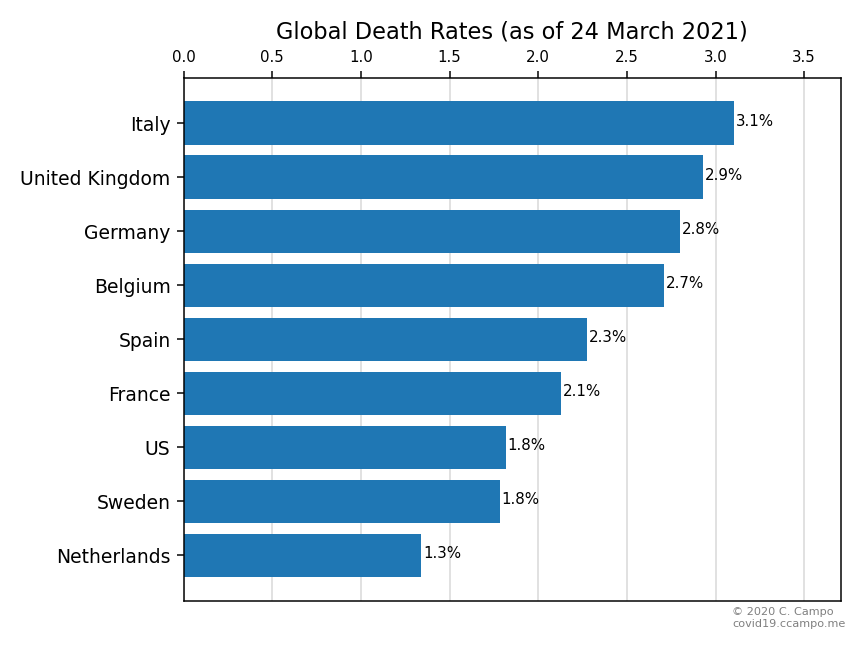 Global Death Rates (as of 24 March 2021)
0.0 0.5 1.0 1.5 2.0 2.5 3.0 3.5
Italy 3.1%
United Kingdom 2.9%
Germany 2.8%
Belgium 2.7%
Spain 2.3%
France 2.1%
US 1.8%
Sweden 1.8%
Netherlands 1.3%
© 2020 C. Campo
covid19.ccampo.me